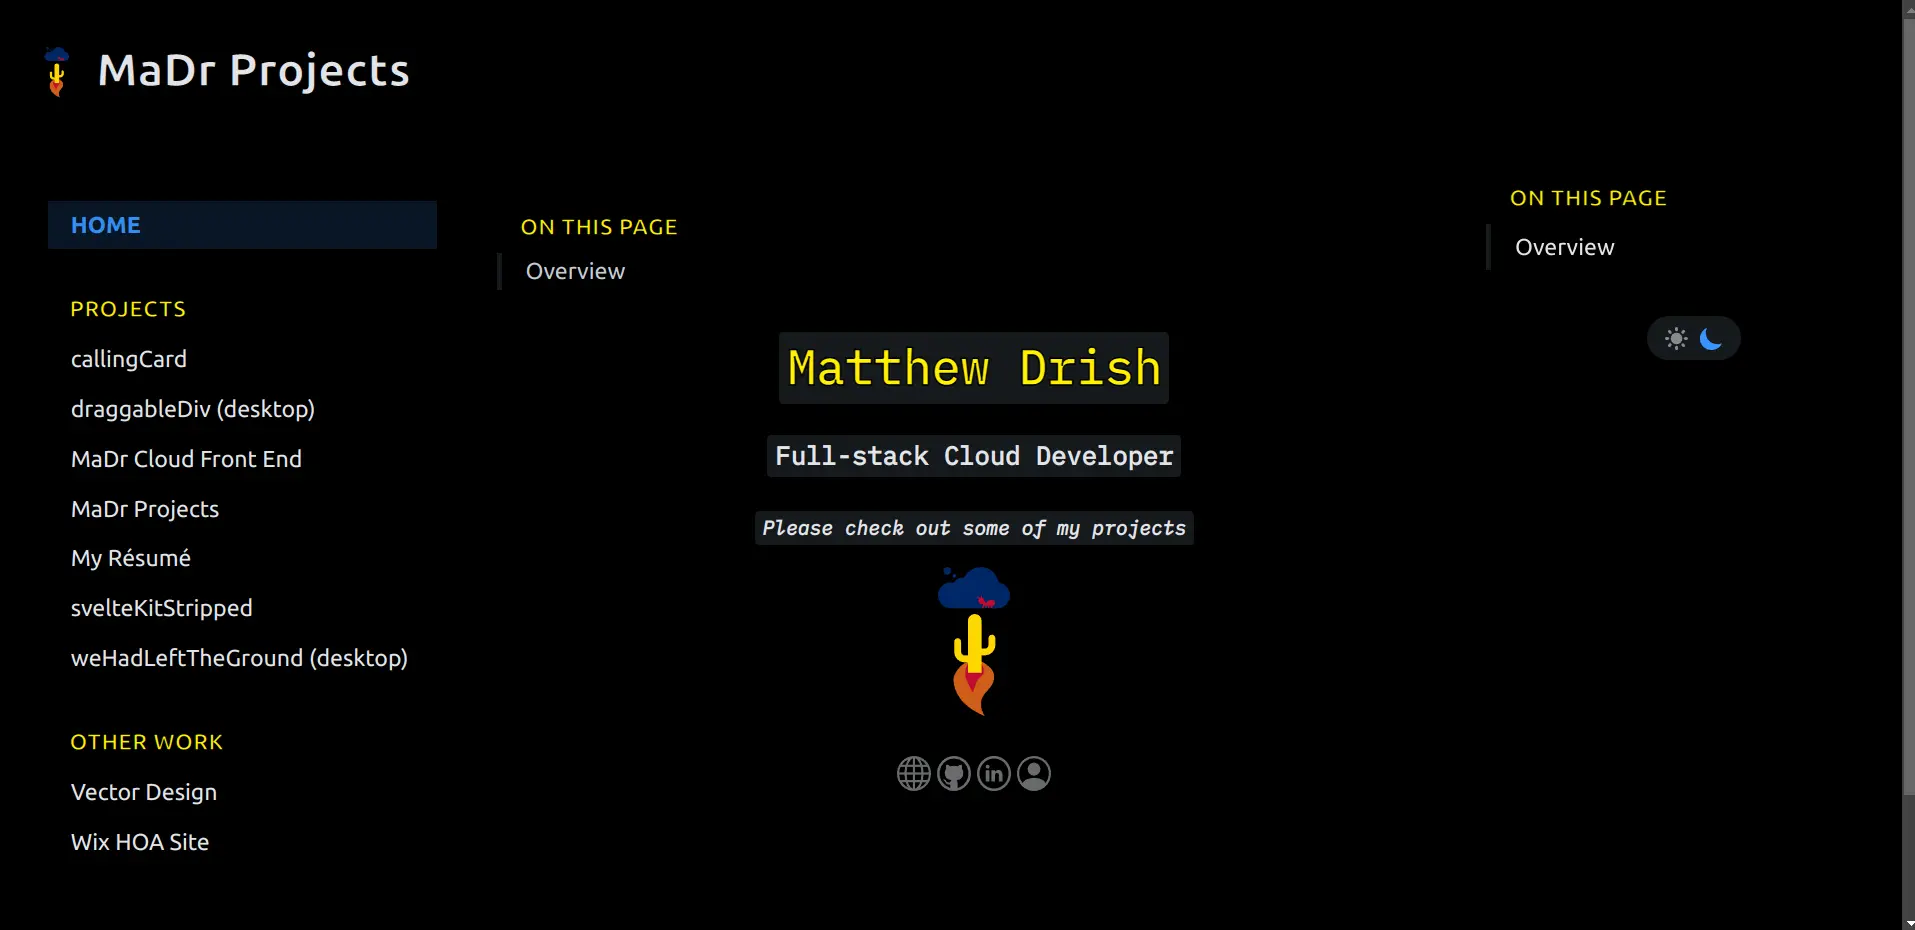 MaDr Projects
HOME
PROJECTS
callingCard
draggableDiv (desktop)
MaDr Cloud Front End
MaDr Projects
My Résumé
svelteKitStripped
weHadLeftTheGround (desktop)
OTHER WORK
Vector Design
Wix HOA Site
ON THIS PAGE
Overview
Matthew Drish
Full-stack Cloud Developer
Please check out some of my projects
in
ON THIS PAGE
Overview